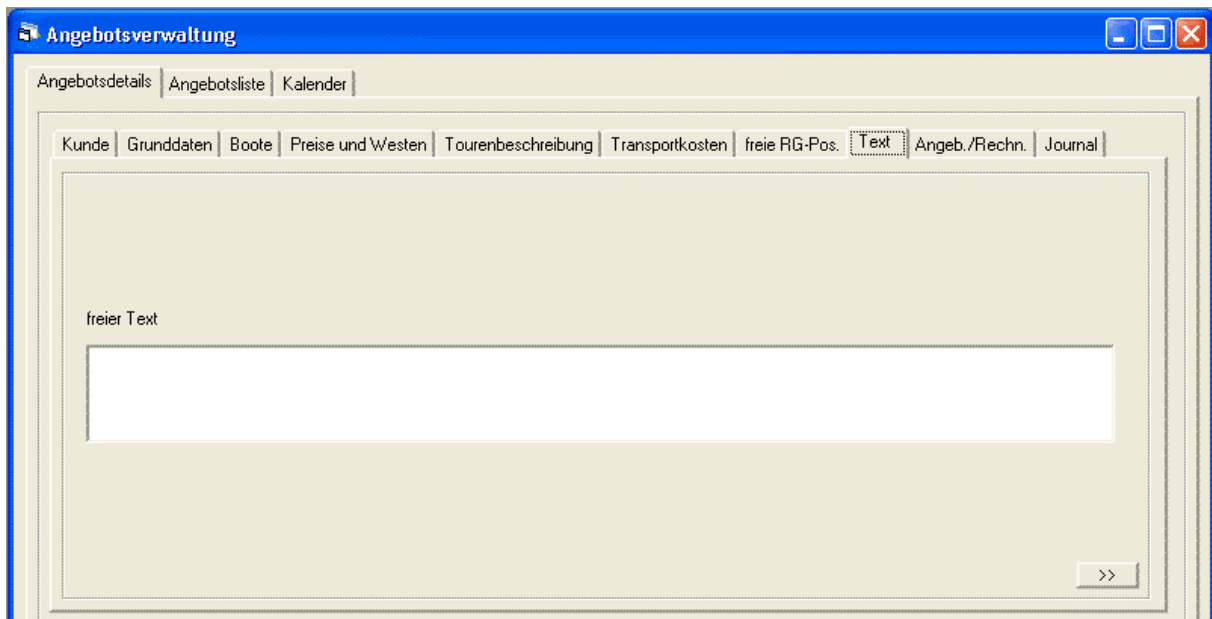 Angebotsverwaltung
Angebotsdetails Angebotsliste Kalender
Kunde Grunddaten Boote Preise und Westen Tourenbeschreibung Transportkosten freie RG-Pos. Text Angeb./Rechn. Journal
freier Text
>>